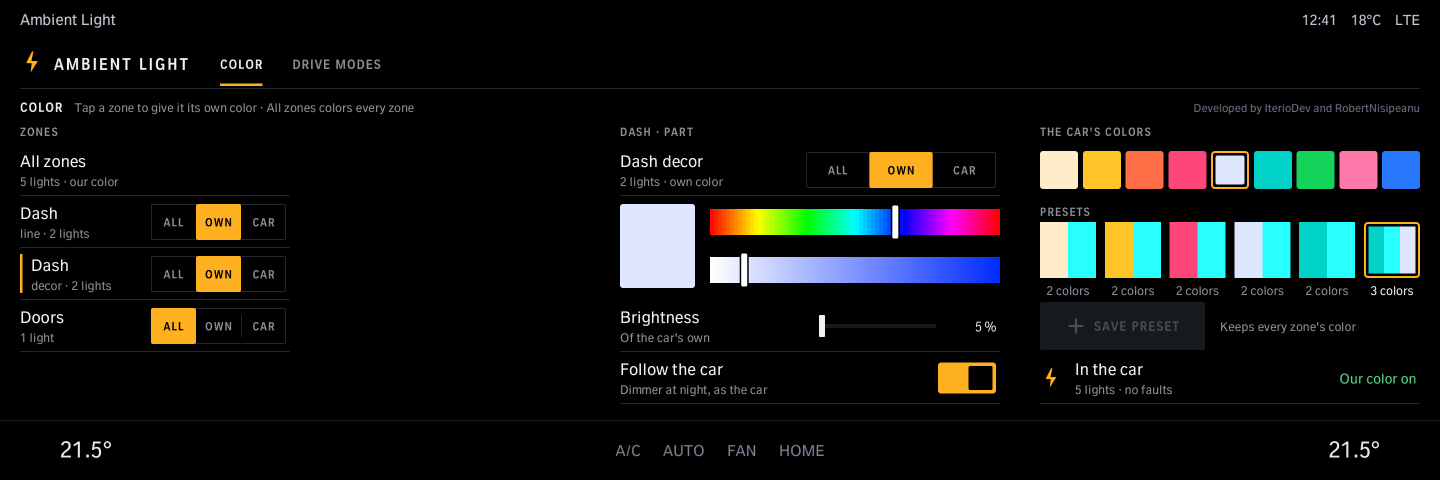 Ambient Light
12:41 18°C LTE
AMBIENT LIGHT COLOR DRIVE MODES
COLOR Tap a zone to give it its own color · All zones colors every zone
Developed by IterioDev and RobertNisipeanu
ZONES
All zones
5 lights · our color
Dash
line · 2 lights
ALL OWN CAR
Dash
decor · 2 lights
ALL OWN CAR
Doors
1 light
ALL OWN CAR
DASH · PART
Dash decor
2 lights · own color
ALL OWN CAR
Brightness
Of the car's own
5 %
Follow the car
Dimmer at night, as the car
THE CAR'S COLORS
PRESETS
2 colors 2 colors 2 colors 2 colors 2 colors 3 colors
+ SAVE PRESET Keeps every zone's color
In the car
5 lights · no faults
Our color on
21.5° A/C AUTO FAN HOME 21.5°